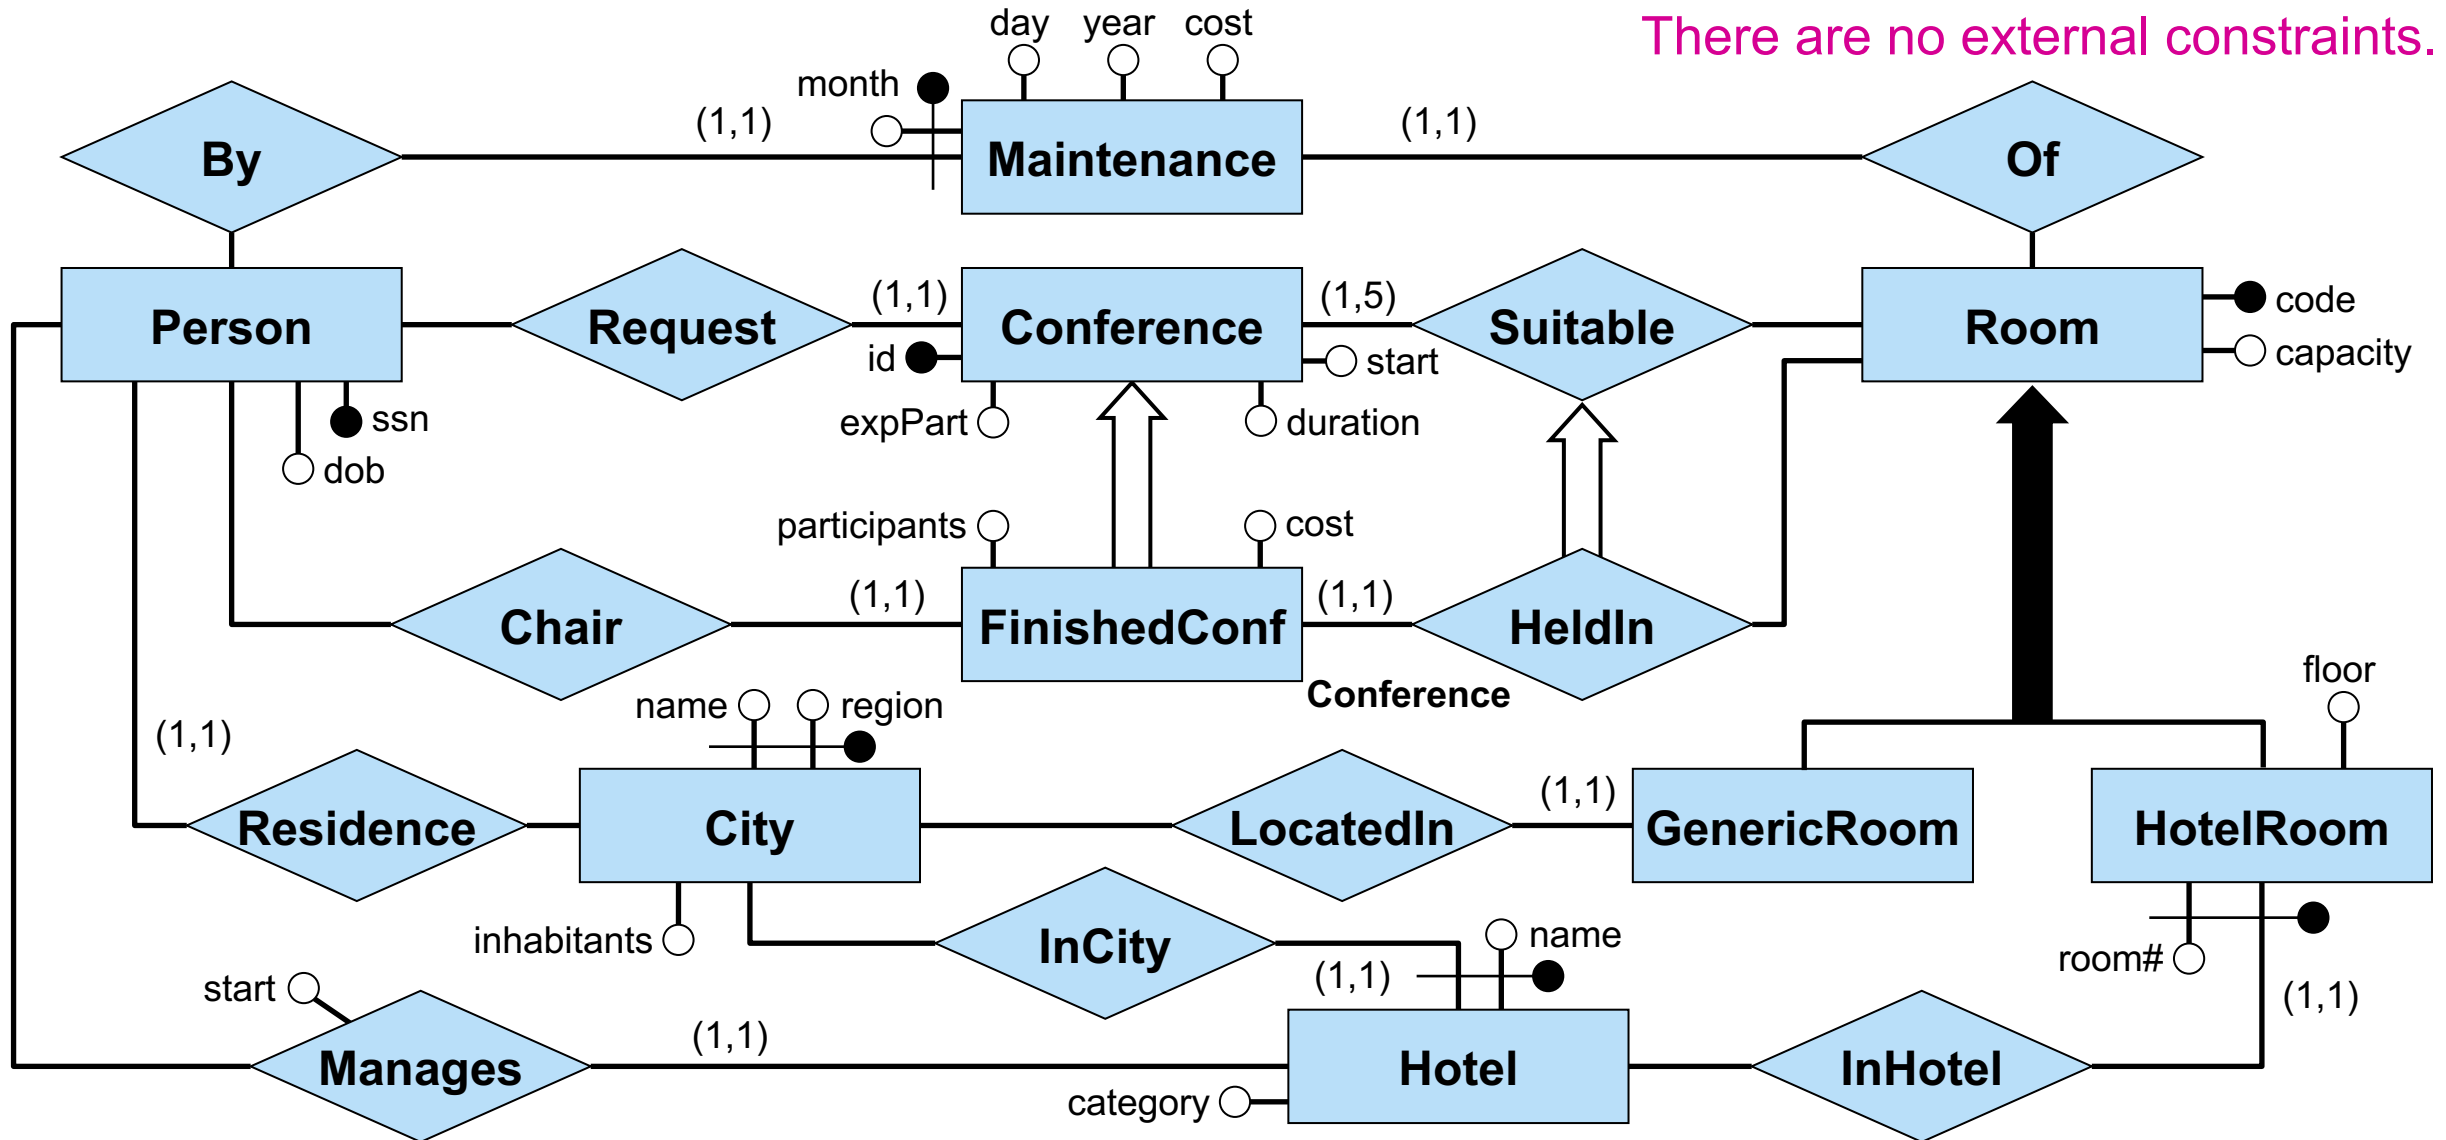 day year cost
There are no external constraints.
month
(1,1)
(1,1)
By
Maintenance
Of
Person
Request
(1,1)
Conference
(1,5)
Suitable
Room
code
id
start
capacity
ssn
expPart
duration
dob
participants
cost
Chair
(1,1)
FinishedConf
(1,1)
HeldIn
Conference
floor
name
region
(1,1)
Residence
City
LocatedIn
(1,1)
GenericRoom
HotelRoom
inhabitants
InCity
name
room#
start
(1,1)
(1,1)
Manages
(1,1)
Hotel
InHotel
category